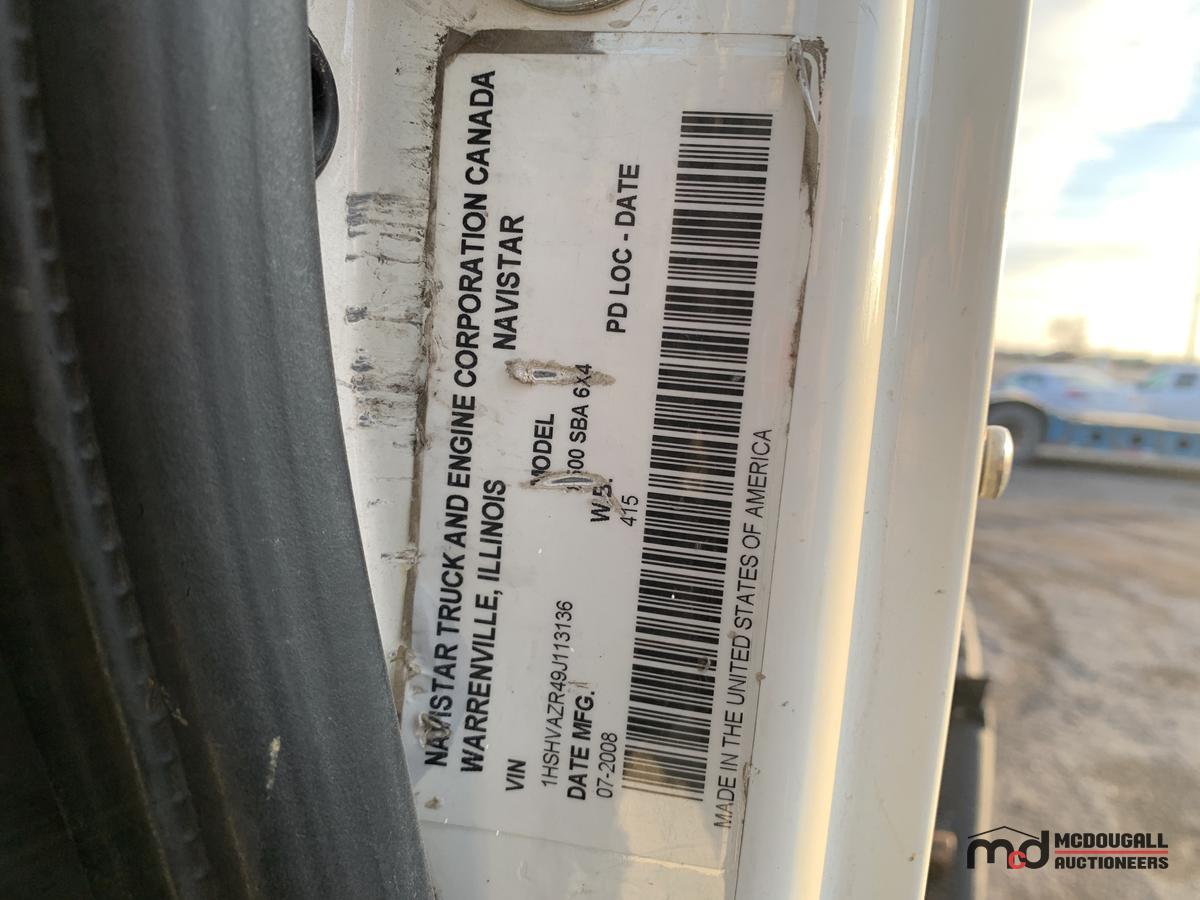 NAVISTAR TRUCK AND ENGINE CORPORATION CANADA
WARRENVILLE, ILLINOIS NAVISTAR
VIN MODEL
1HSHVAZR49J113136 SBA 6X4
DATE MFG. W.B. PD LOC - DATE
07-2008 415
MADE IN THE UNITED STATES OF AMERICA
mcd MCDOUGALL
AUCTIONEERS